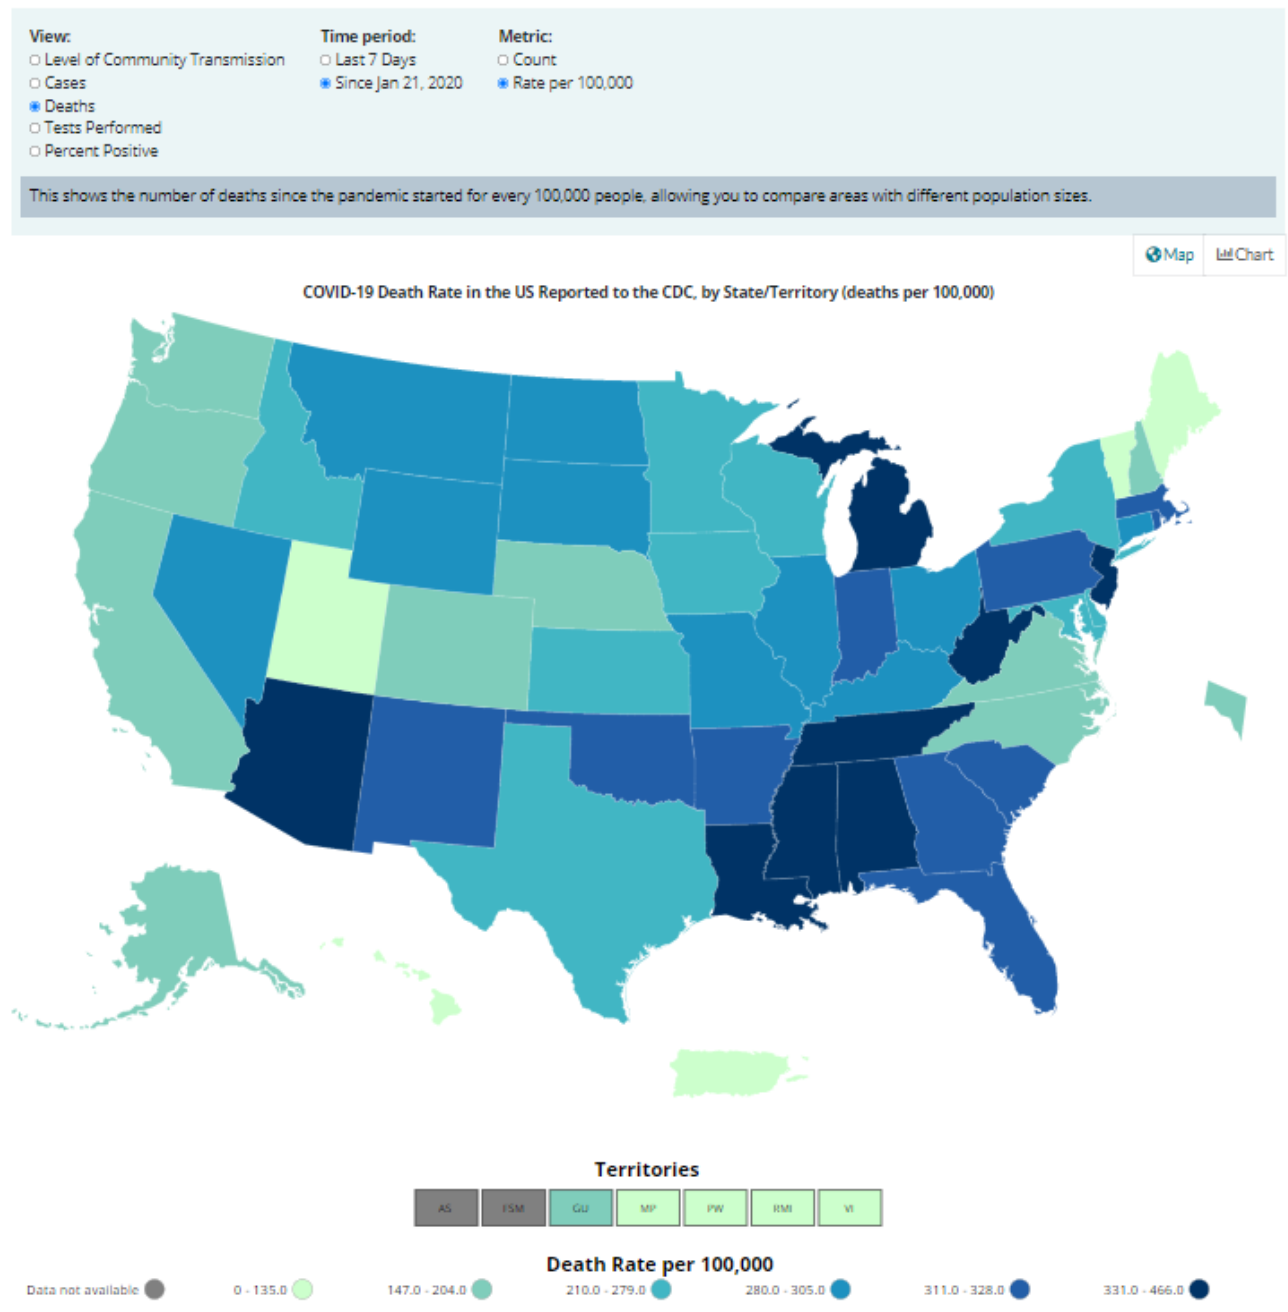 View:
Time period:
Metric:
Level of Community Transmission
Last 7 Days
Count
Cases
Since Jan 21, 2020
Rate per 100,000
Deaths
Tests Performed
Percent Positive
This shows the number of deaths since the pandemic started for every 100,000 people, allowing you to compare areas with different population sizes.
Map
Chart
COVID-19 Death Rate in the US Reported to the CDC, by State/Territory (deaths per 100,000)
Territories
AS
FSM
GU
MP
PW
RMI
VI
Death Rate per 100,000
Data not available
0 - 135.0
147.0 - 204.0
210.0 - 279.0
280.0 - 305.0
311.0 - 328.0
331.0 - 466.0